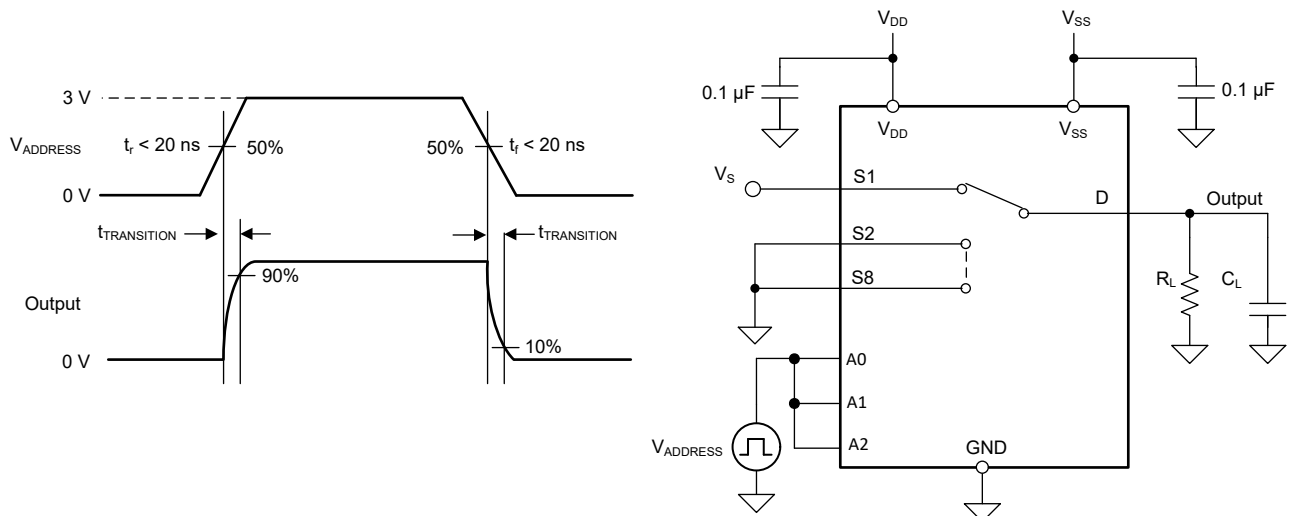 3 V
V_ADDRESS
t_r < 20 ns
50%
50%
t_f < 20 ns
0 V
t_TRANSITION
t_TRANSITION
90%
Output
10%
0 V
V_DD
V_SS
0.1 µF
0.1 µF
V_DD
V_SS
V_S
S1
D
Output
S2
S8
R_L
C_L
A0
A1
A2
V_ADDRESS
GND